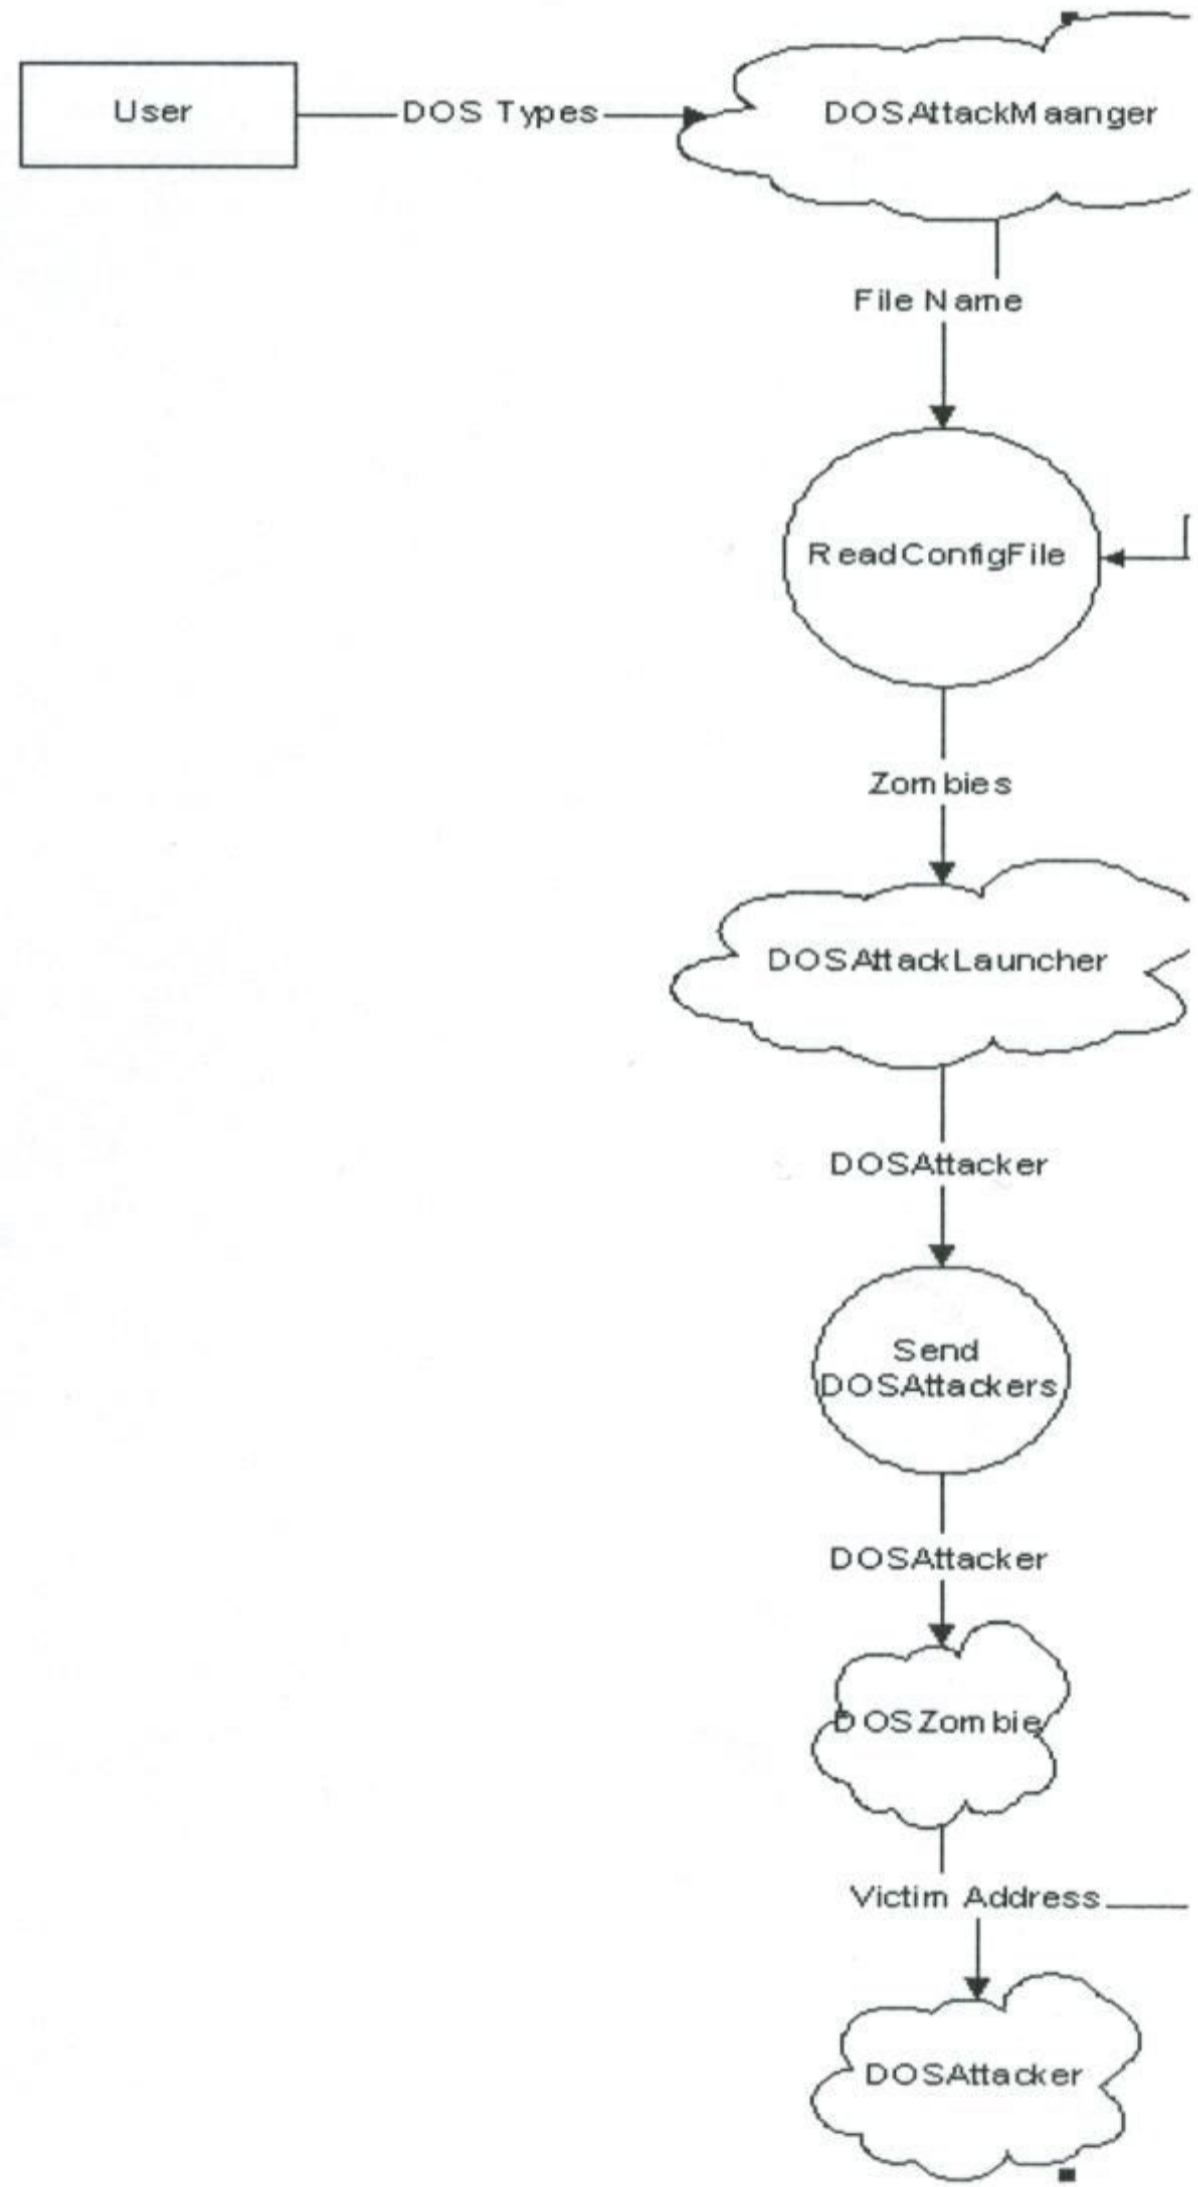 User
DOS Types
DOSAttackMaanger
File Name
ReadConfigFile
Zombies
DOSAttackLauncher
DOSAttacker
Send
DOSAttackers
DOSAttacker
DOSZombie
Victim Address
DOSAttacker